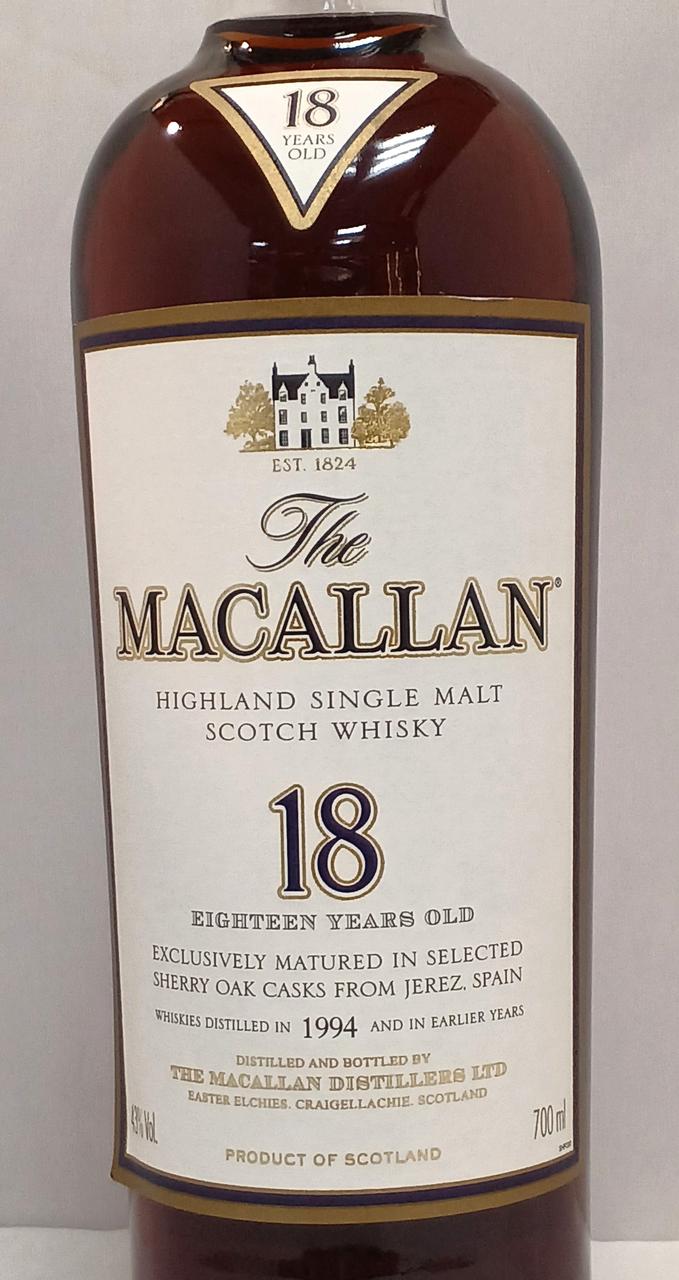 18
YEARS
OLD
EST. 1824
The
MACALLAN®
HIGHLAND SINGLE MALT
SCOTCH WHISKY
18
EIGHTEEN YEARS OLD
EXCLUSIVELY MATURED IN SELECTED
SHERRY OAK CASKS FROM JEREZ, SPAIN
WHISKIES DISTILLED IN 1994 AND IN EARLIER YEARS
DISTILLED AND BOTTLED BY
THE MACALLAN DISTILLERS LTD
EASTER ELCHIES. CRAIGELLACHIE. SCOTLAND
43% Vol. 700 ml
PRODUCT OF SCOTLAND